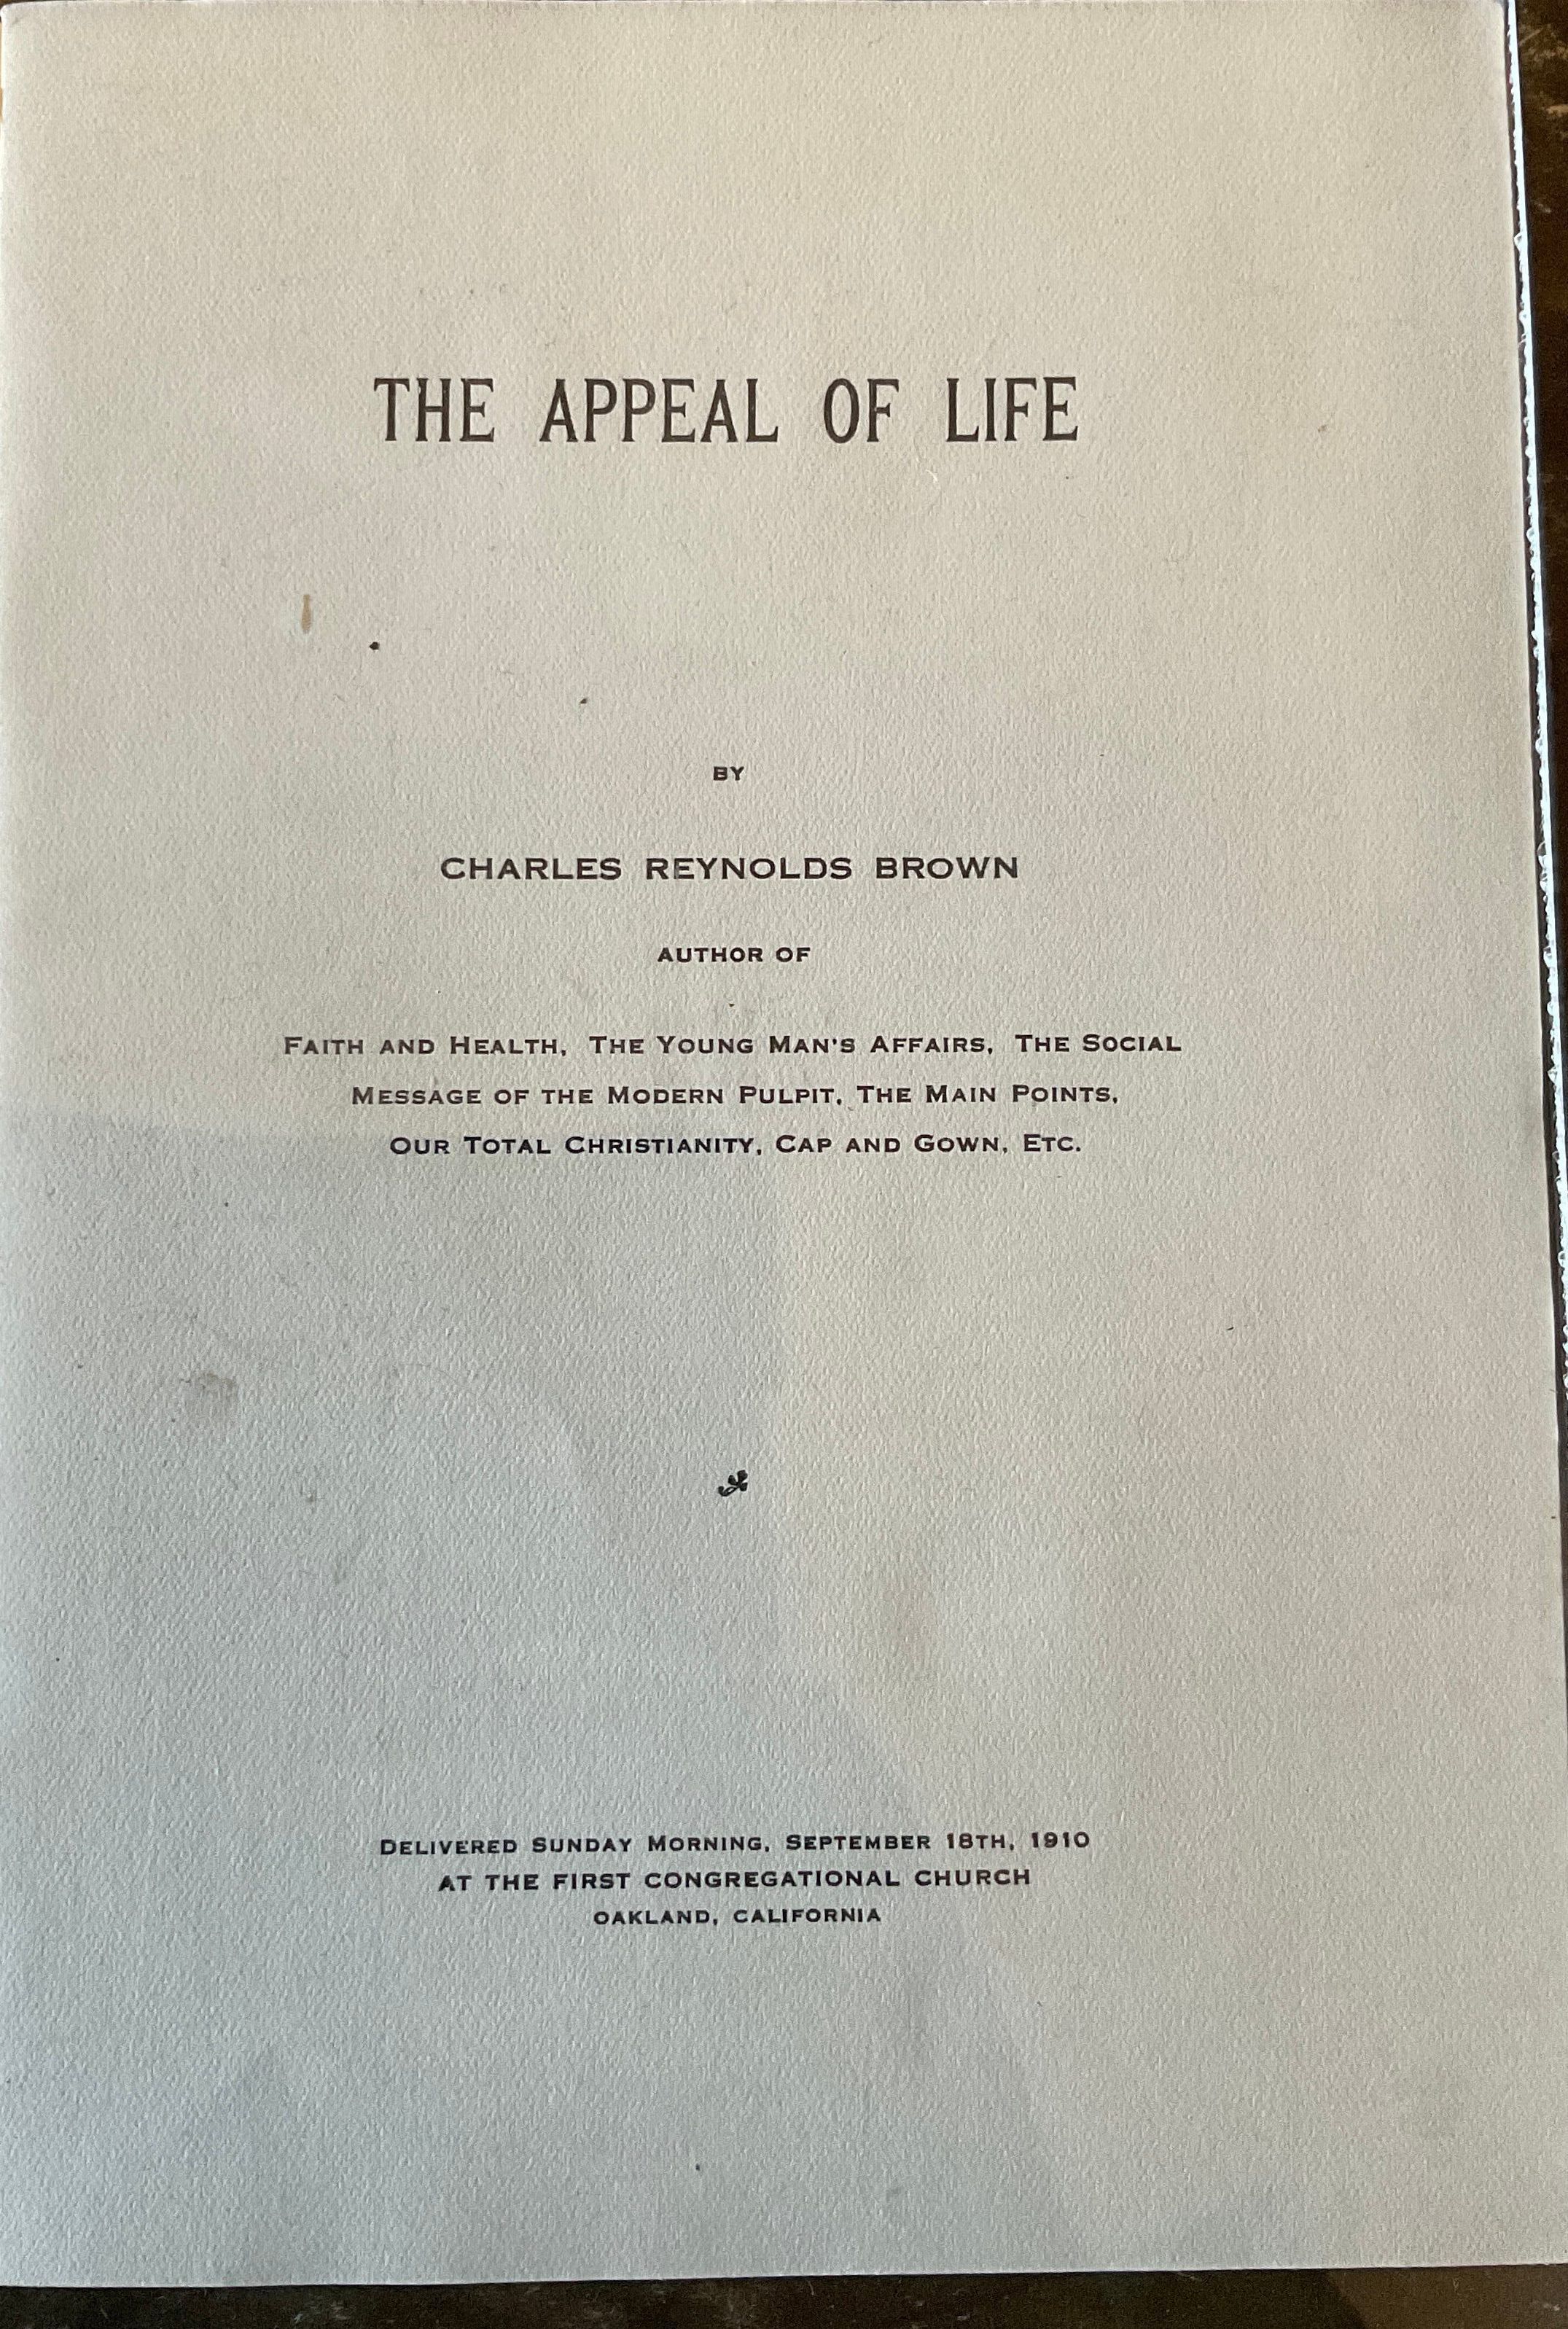 THE APPEAL OF LIFE
BY
CHARLES REYNOLDS BROWN
AUTHOR OF
FAITH AND HEALTH, THE YOUNG MAN'S AFFAIRS, THE SOCIAL
MESSAGE OF THE MODERN PULPIT, THE MAIN POINTS,
OUR TOTAL CHRISTIANITY, CAP AND GOWN, ETC.
DELIVERED SUNDAY MORNING, SEPTEMBER 18TH, 1910
AT THE FIRST CONGREGATIONAL CHURCH
OAKLAND, CALIFORNIA